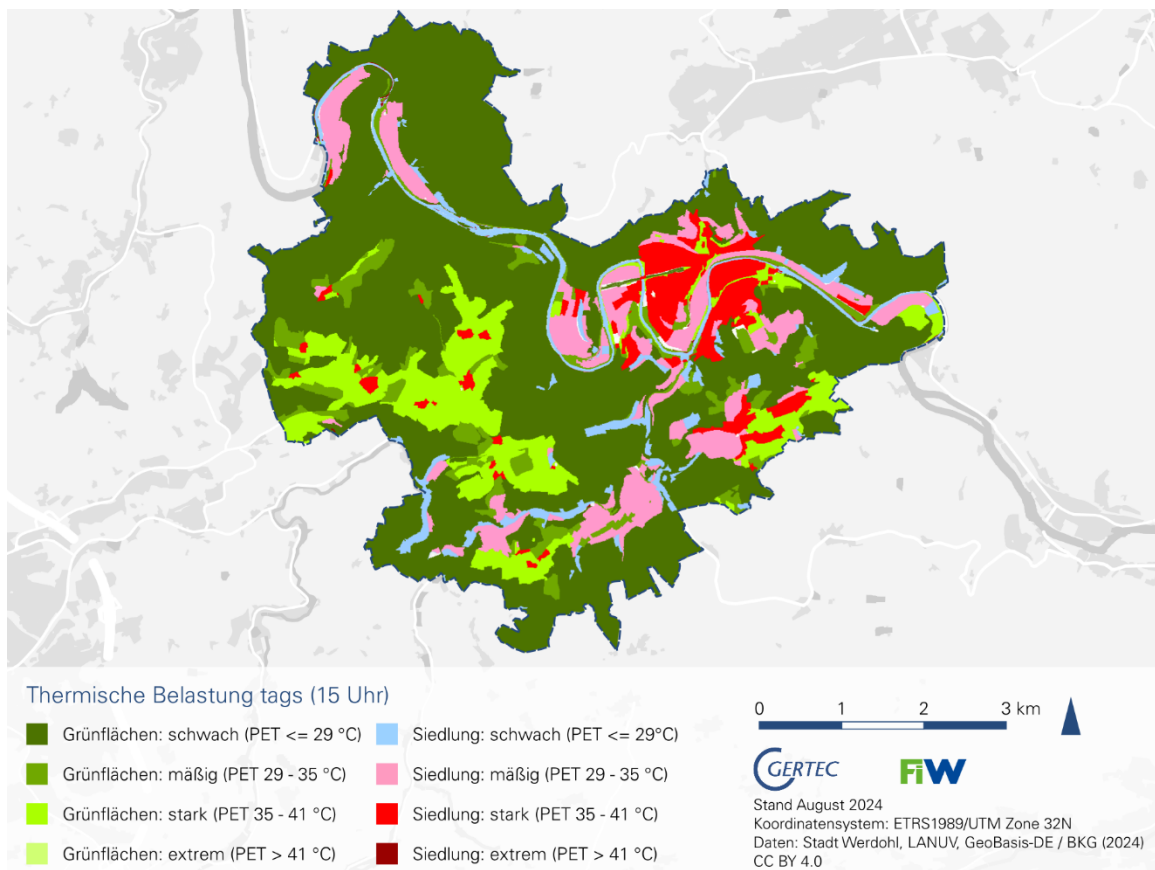 Thermische Belastung tags (15 Uhr)
Grünflächen: schwach (PET <= 29 °C)
Grünflächen: mäßig (PET 29 - 35 °C)
Grünflächen: stark (PET 35 - 41 °C)
Grünflächen: extrem (PET > 41 °C)
Siedlung: schwach (PET <= 29°C)
Siedlung: mäßig (PET 29 - 35 °C)
Siedlung: stark (PET 35 - 41 °C)
Siedlung: extrem (PET > 41 °C)
0 1 2 3 km
GERTEC
FiW
Stand August 2024
Koordinatensystem: ETRS1989/UTM Zone 32N
Daten: Stadt Werdohl, LANUV, GeoBasis-DE / BKG (2024)
CC BY 4.0